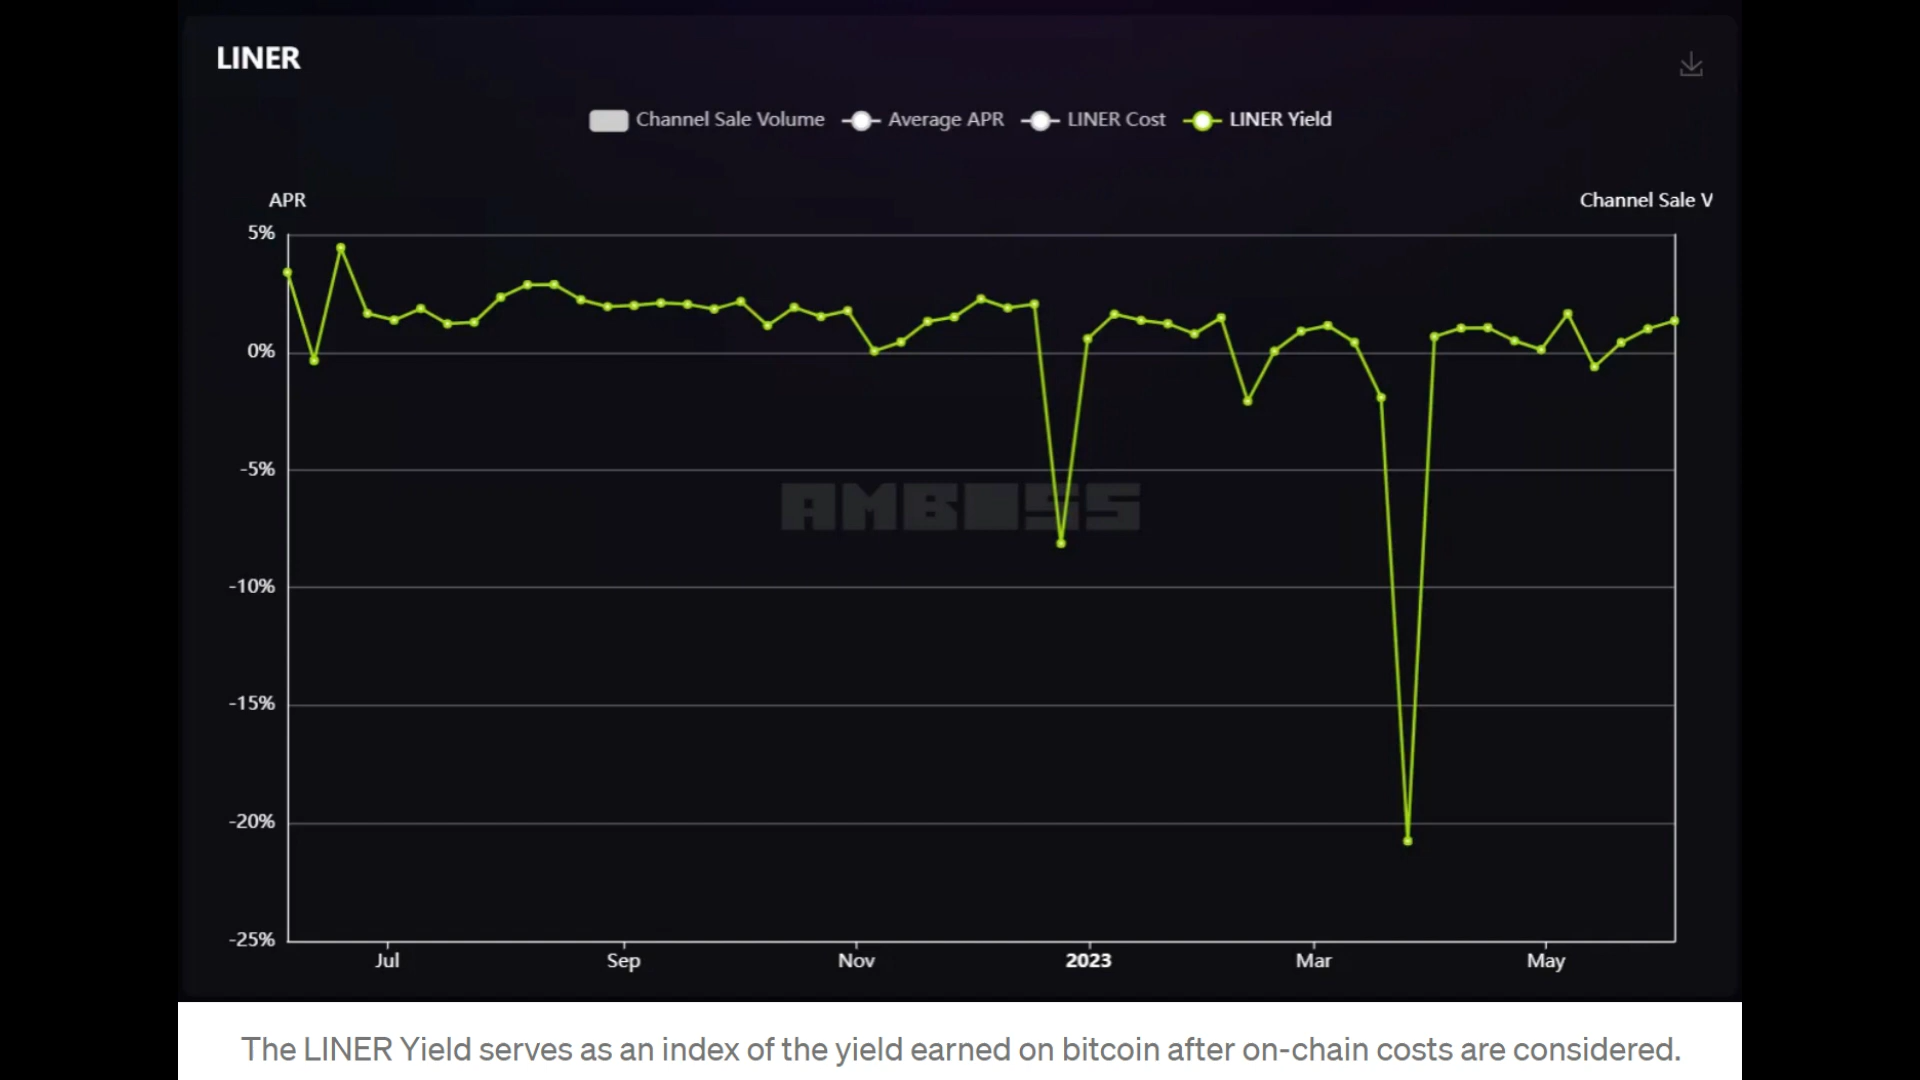 LINER
Channel Sale Volume Average APR LINER Cost LINER Yield
APR Channel Sale V
5%
0%
-5%
AMBOSS
-10%
-15%
-20%
-25%
Jul Sep Nov 2023 Mar May
The LINER Yield serves as an index of the yield earned on bitcoin after on-chain costs are considered.